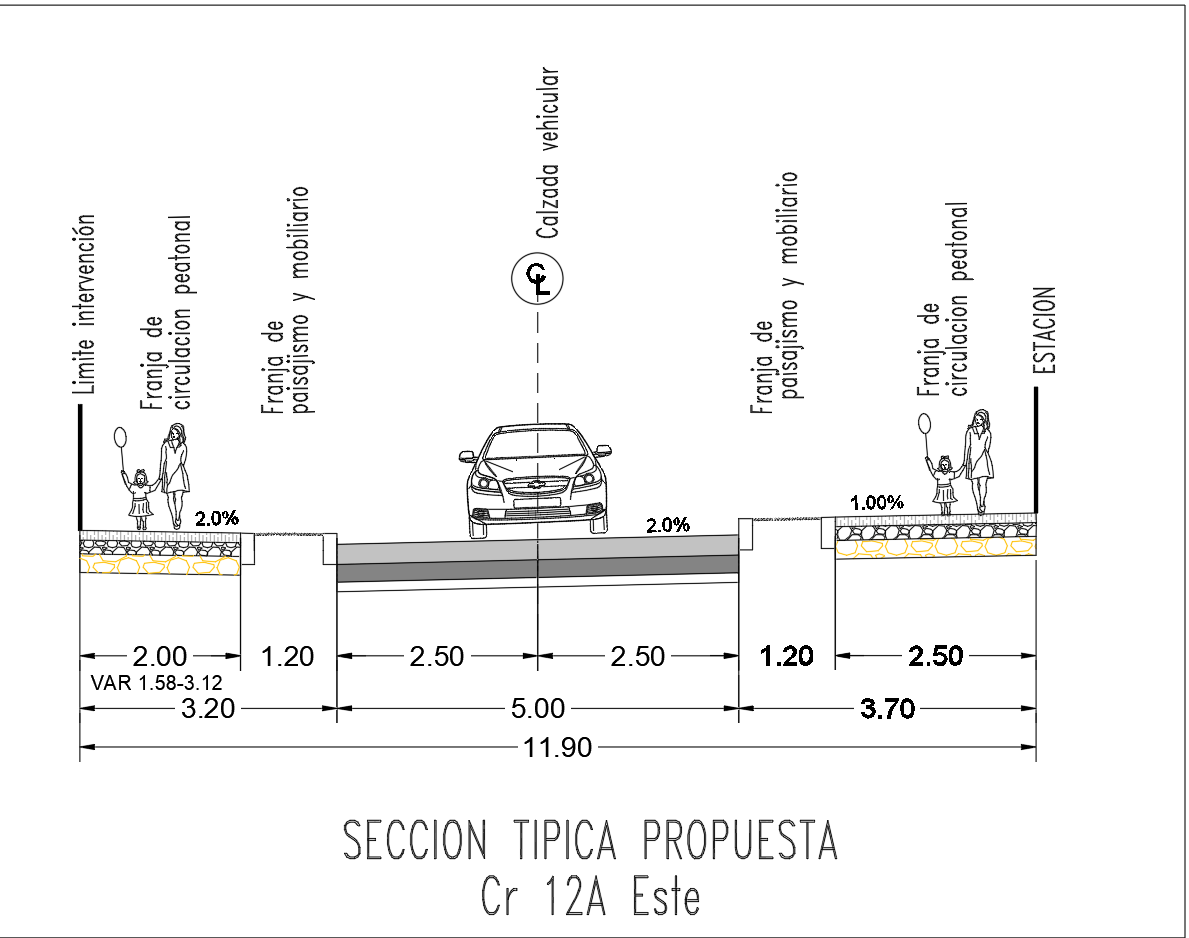 Límite intervención
Franja de
circulacion peatonal
Franja de
paisajismo y mobiliario
Calzada vehicular
CL
Franja de
paisajismo y mobiliario
Franja de
circulacion peatonal
ESTACION
2.0%
2.0%
1.00%
2.00
1.20
2.50
2.50
1.20
2.50
VAR 1.58-3.12
3.20
5.00
3.70
11.90
SECCION TIPICA PROPUESTA
Cr 12A Este